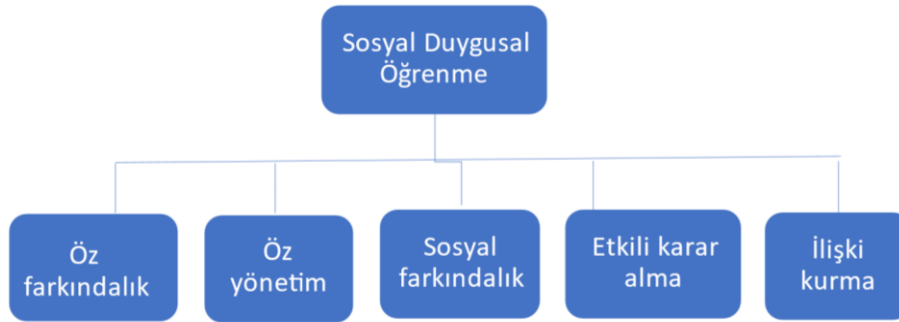 Sosyal Duygusal
Öğrenme
Öz
farkındalık
Öz
yönetim
Sosyal
farkındalık
Etkili karar
alma
İlişki
kurma